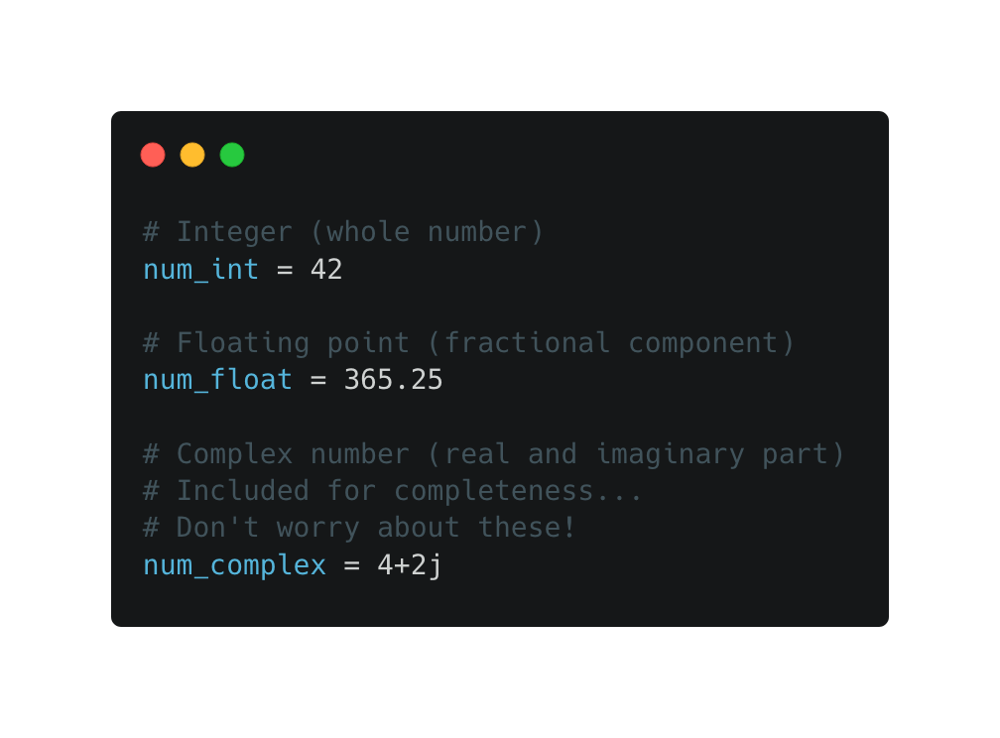 # Integer (whole number)
num_int = 42
# Floating point (fractional component)
num_float = 365.25
# Complex number (real and imaginary part)
# Included for completeness...
# Don't worry about these!
num_complex = 4+2j